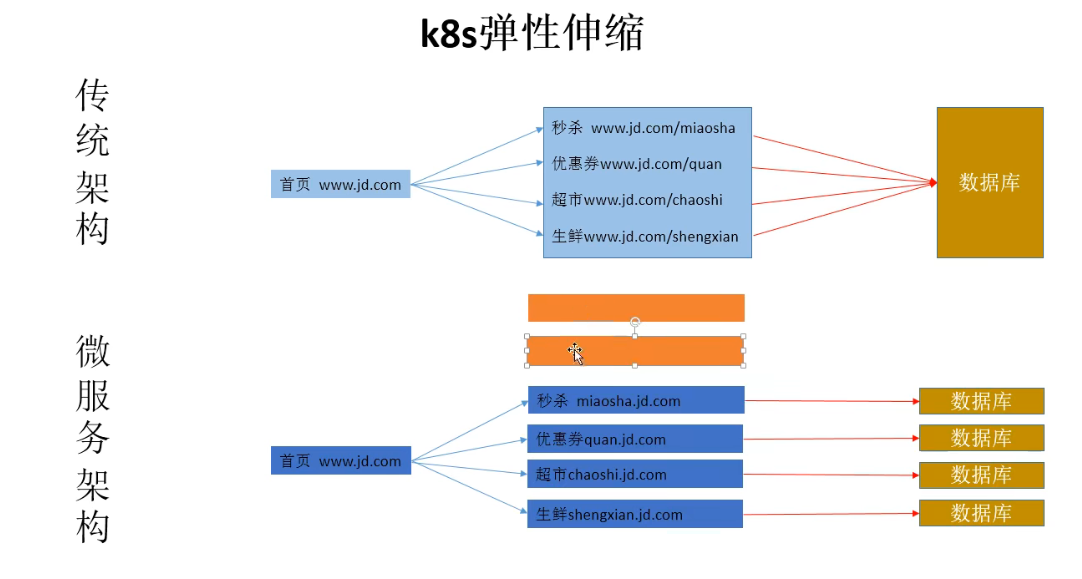 k8s弹性伸缩
传统架构
首页 www.jd.com
秒杀 www.jd.com/miaosha
优惠券www.jd.com/quan
超市www.jd.com/chaoshi
生鲜www.jd.com/shengxian
数据库
微服务架构
首页 www.jd.com
秒杀 miaosha.jd.com
优惠券quan.jd.com
超市chaoshi.jd.com
生鲜shengxian.jd.com
数据库
数据库
数据库
数据库